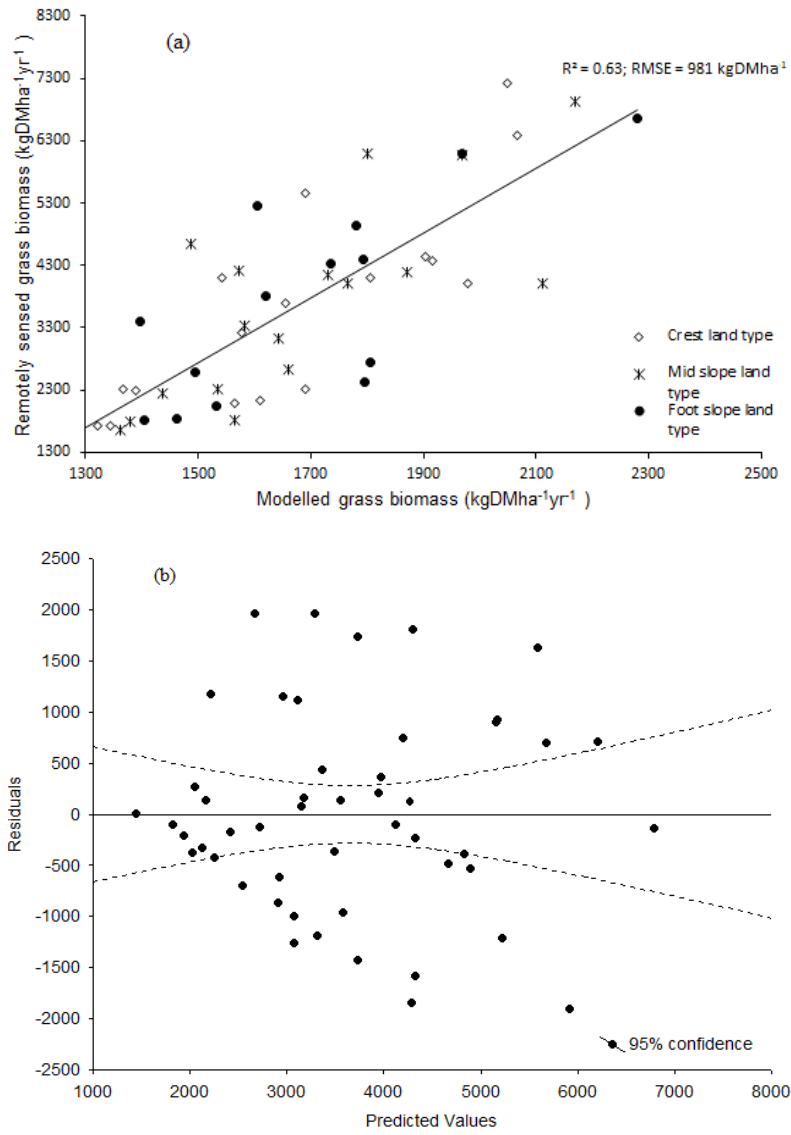 8300
(a)
R² = 0.63; RMSE = 981 kgDMha⁻¹
7300
6300
5300
4300
3300
2300
1300
Remotely sensed grass biomass (kgDMha⁻¹yr⁻¹)
Crest land type
Mid slope land
type
Foot slope land
type
1300 1500 1700 1900 2100 2300 2500
Modelled grass biomass (kgDMha⁻¹yr⁻¹ )
2500
(b)
2000
1500
1000
500
0
-500
-1000
-1500
-2000
-2500
Residuals
95% confidence
1000 2000 3000 4000 5000 6000 7000 8000
Predicted Values